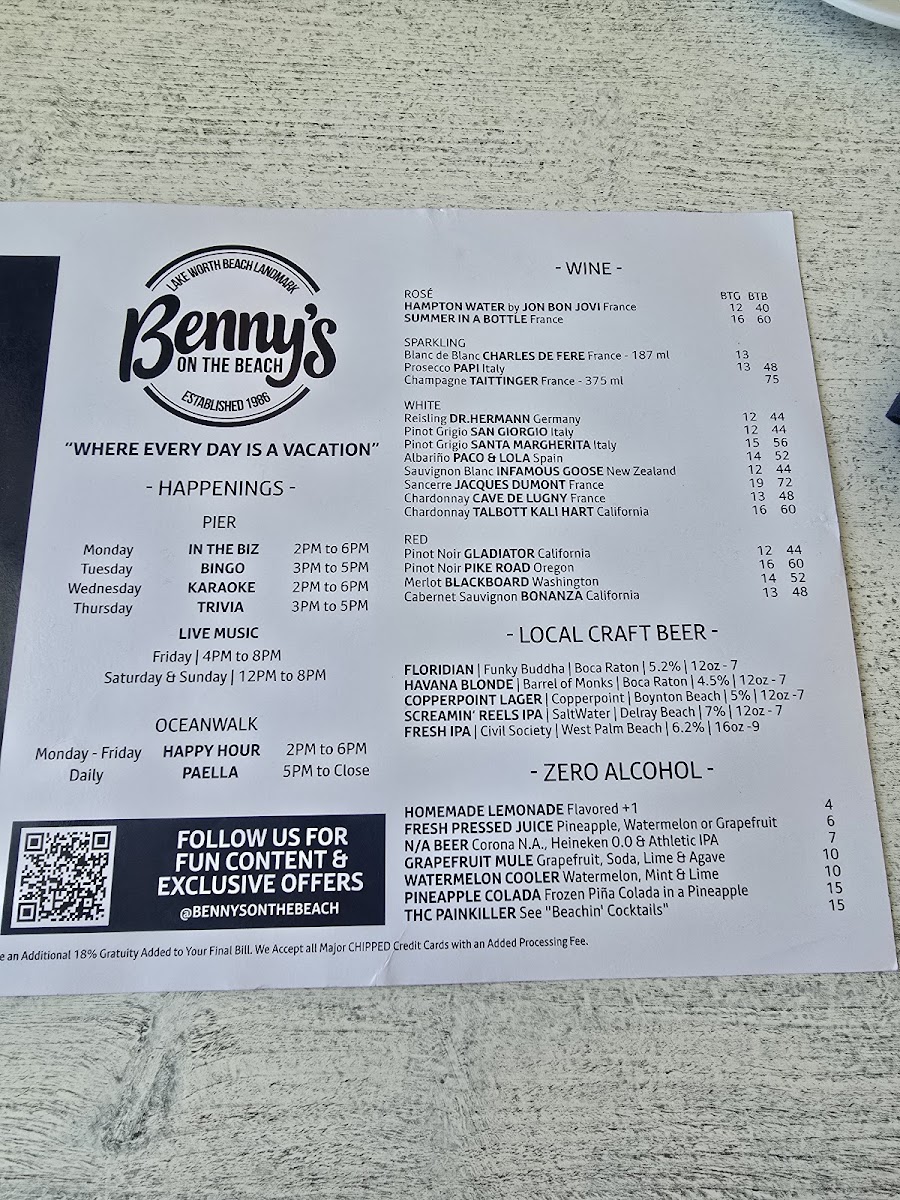 LAKE WORTH BEACH LANDMARK
Benny's
ON THE BEACH
ESTABLISHED 1986
"WHERE EVERY DAY IS A VACATION"
- HAPPENINGS -
PIER
Monday IN THE BIZ 2PM to 6PM
Tuesday BINGO 3PM to 5PM
Wednesday KARAOKE 2PM to 6PM
Thursday TRIVIA 3PM to 5PM
LIVE MUSIC
Friday | 4PM to 8PM
Saturday & Sunday | 12PM to 8PM
OCEANWALK
Monday - Friday HAPPY HOUR 2PM to 6PM
Daily PAELLA 5PM to Close
FOLLOW US FOR
FUN CONTENT &
EXCLUSIVE OFFERS
@BENNYSONTHEBEACH
- WINE -
ROSÉ BTG BTB
HAMPTON WATER by JON BON JOVI France 12 40
SUMMER IN A BOTTLE France 16 60
SPARKLING
Blanc de Blanc CHARLES DE FERE France - 187 ml 13
Prosecco PAPI Italy 13 48
Champagne TAITTINGER France - 375 ml 75
WHITE
Reisling DR.HERMANN Germany 12 44
Pinot Grigio SAN GIORGIO Italy 12 44
Pinot Grigio SANTA MARGHERITA Italy 15 56
Albariño PACO & LOLA Spain 14 52
Sauvignon Blanc INFAMOUS GOOSE New Zealand 12 44
Sancerre JACQUES DUMONT France 19 72
Chardonnay CAVE DE LUGNY France 13 48
Chardonnay TALBOTT KALI HART California 16 60
RED
Pinot Noir GLADIATOR California 12 44
Pinot Noir PIKE ROAD Oregon 16 60
Merlot BLACKBOARD Washington 14 52
Cabernet Sauvignon BONANZA California 13 48
- LOCAL CRAFT BEER -
FLORIDIAN | Funky Buddha | Boca Raton | 5.2% | 12oz - 7
HAVANA BLONDE | Barrel of Monks | Boca Raton | 4.5% | 12oz - 7
COPPERPOINT LAGER | Copperpoint | Boynton Beach | 5% | 12oz -7
SCREAMIN' REELS IPA | SaltWater | Delray Beach | 7% | 12oz - 7
FRESH IPA | Civil Society | West Palm Beach | 6.2% | 16oz -9
- ZERO ALCOHOL -
HOMEMADE LEMONADE Flavored +1 4
FRESH PRESSED JUICE Pineapple, Watermelon or Grapefruit 6
N/A BEER Corona N.A., Heineken 0.0 & Athletic IPA 7
GRAPEFRUIT MULE Grapefruit, Soda, Lime & Agave 10
WATERMELON COOLER Watermelon, Mint & Lime 10
PINEAPPLE COLADA Frozen Piña Colada in a Pineapple 15
THC PAINKILLER See "Beachin' Cocktails" 15
an Additional 18% Gratuity Added to Your Final Bill. We Accept all Major CHIPPED Credit Cards with an Added Processing Fee.